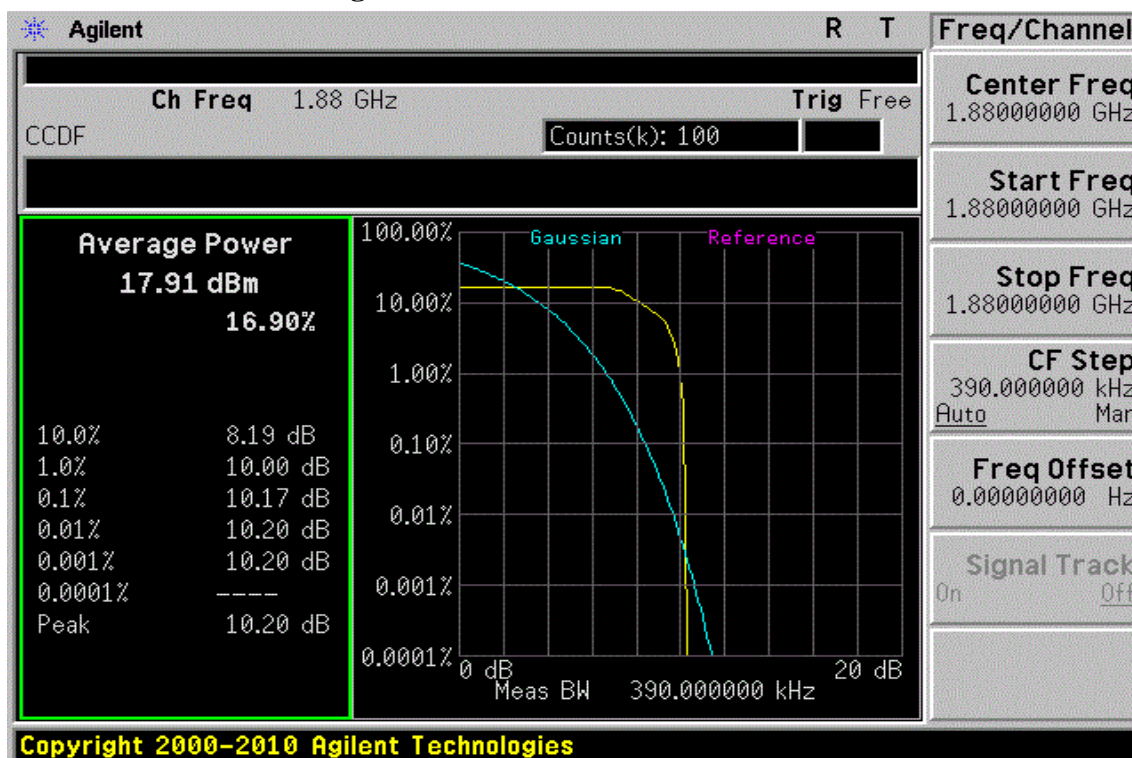 Agilent R T Freq/Channel
Ch Freq 1.88 GHz Trig Free
CCDF Counts(k): 100
Center Freq
1.88000000 GHz
Start Freq
1.88000000 GHz
Stop Freq
1.88000000 GHz
CF Step
390.000000 kHz
Auto Man
Freq Offset
0.00000000 Hz
Signal Track
On Off
Average Power
17.91 dBm
16.90%
10.0% 8.19 dB
1.0% 10.00 dB
0.1% 10.17 dB
0.01% 10.20 dB
0.001% 10.20 dB
0.0001% ----
Peak 10.20 dB
Gaussian Reference
100.00%
10.00%
1.00%
0.10%
0.01%
0.001%
0.0001%
0 dB 20 dB
Meas BW 390.000000 kHz
Copyright 2000-2010 Agilent Technologies